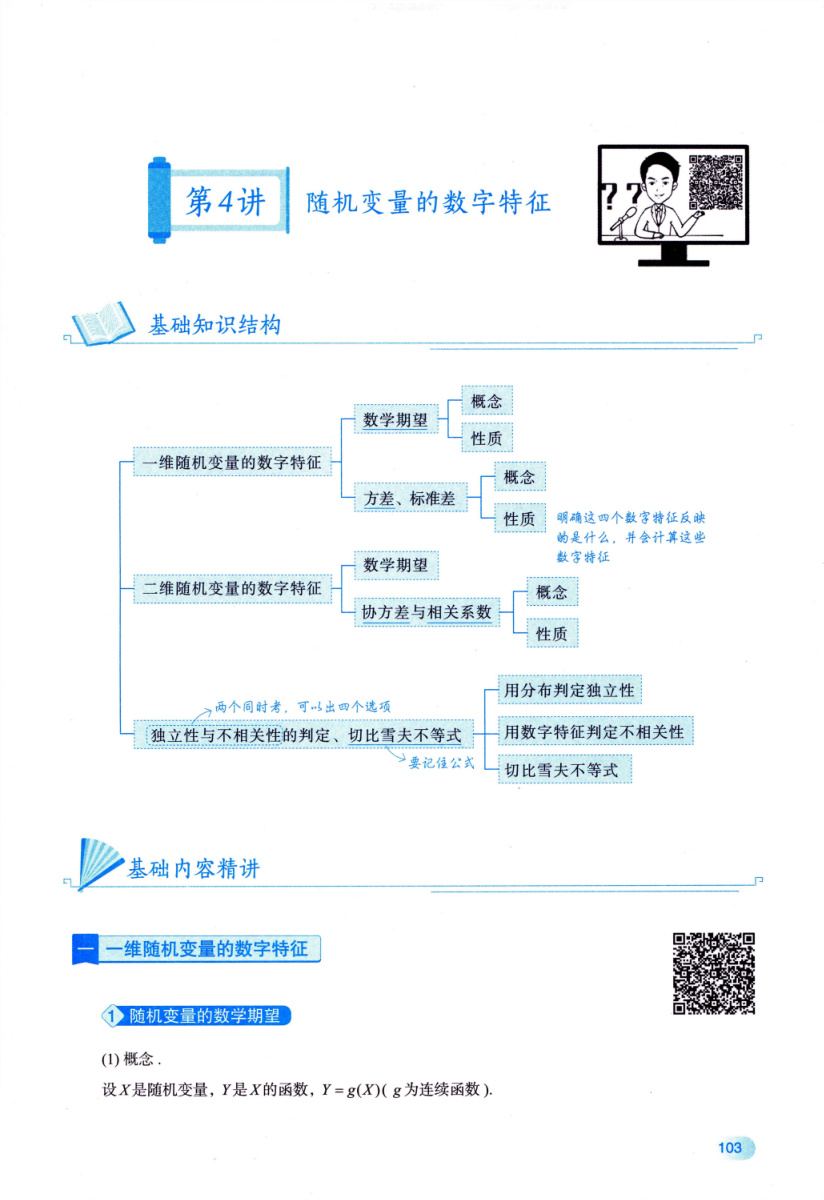 第4讲 随机变量的数字特征
??
基础知识结构
概念
数学期望
性质
一维随机变量的数字特征
概念
方差、标准差
性质
明确这四个数字特征反映
的是什么，并会计算这些
数字特征
数学期望
二维随机变量的数字特征
概念
协方差与相关系数
性质
用分布判定独立性
两个同时考，可以出四个选项
独立性与不相关性的判定、切比雪夫不等式
用数字特征判定不相关性
要记住公式
切比雪夫不等式
基础内容精讲
一 一维随机变量的数字特征
1 随机变量的数学期望
(1) 概念.
设X是随机变量，Y是X的函数，Y = g(X)( g为连续函数 ).
103